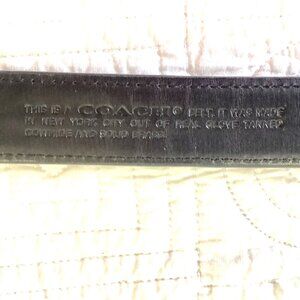 THIS IS A COACH® BELT. IT WAS MADE
IN NEW YORK CITY OUT OF REAL GLOVE TANNED
COWHIDE AND SOLID BRASS.